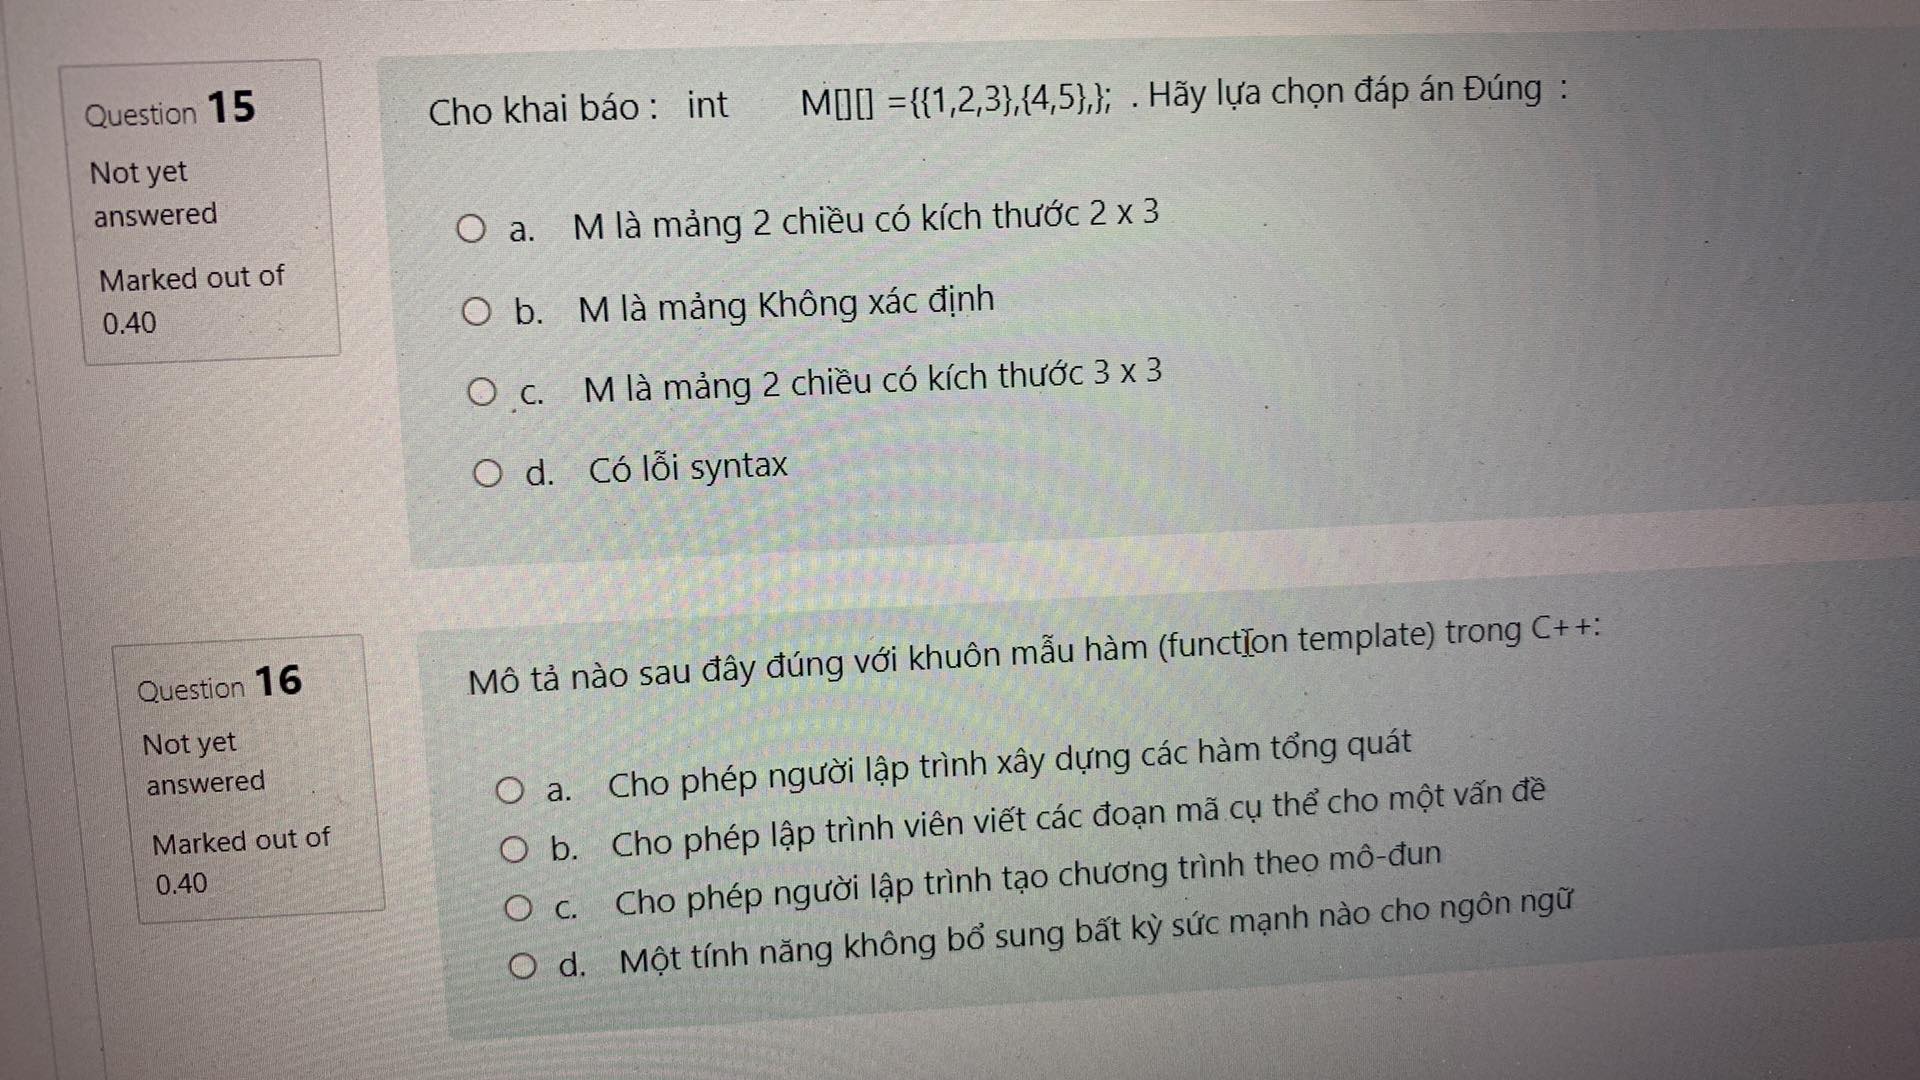 Question 15
Not yet
answered
Marked out of
0.40
Cho khai báo : int M[][] ={{1,2,3},{4,5},}; . Hãy lựa chọn đáp án Đúng :
a. M là mảng 2 chiều có kích thước 2 x 3
b. M là mảng Không xác định
c. M là mảng 2 chiều có kích thước 3 x 3
d. Có lỗi syntax
Question 16
Not yet
answered
Marked out of
0.40
Mô tả nào sau đây đúng với khuôn mẫu hàm (function template) trong C++:
a. Cho phép người lập trình xây dựng các hàm tổng quát
b. Cho phép lập trình viên viết các đoạn mã cụ thể cho một vấn đề
c. Cho phép người lập trình tạo chương trình theo mô-đun
d. Một tính năng không bổ sung bất kỳ sức mạnh nào cho ngôn ngữ